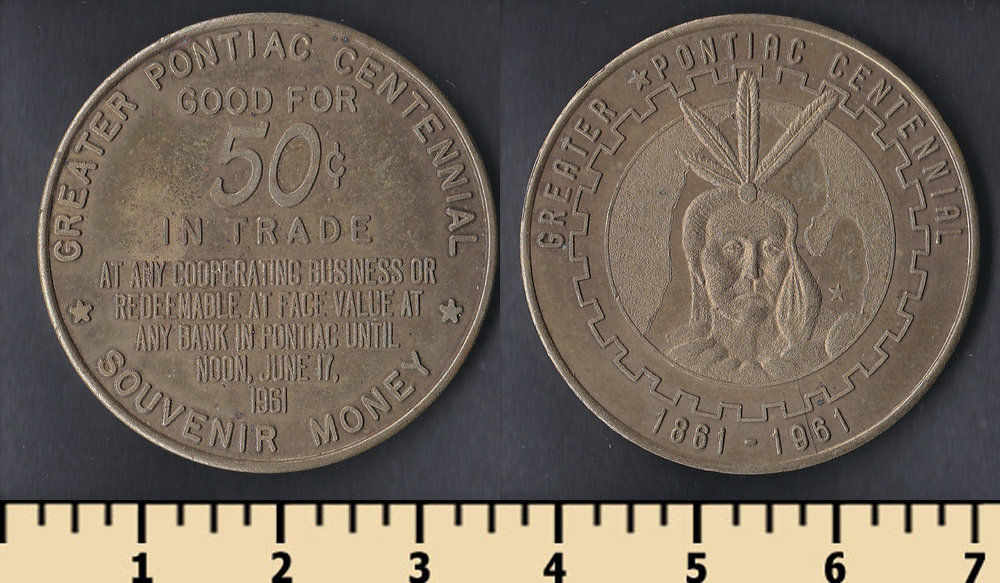 GREATER PONTIAC CENTENNIAL
GOOD FOR
50¢
IN TRADE
AT ANY COOPERATING BUSINESS OR
REDEEMABLE AT FACE VALUE AT
ANY BANK IN PONTIAC UNTIL
NOON, JUNE 17,
1961
SOUVENIR MONEY
GREATER PONTIAC CENTENNIAL
1861-1961
1 2 3 4 5 6 7